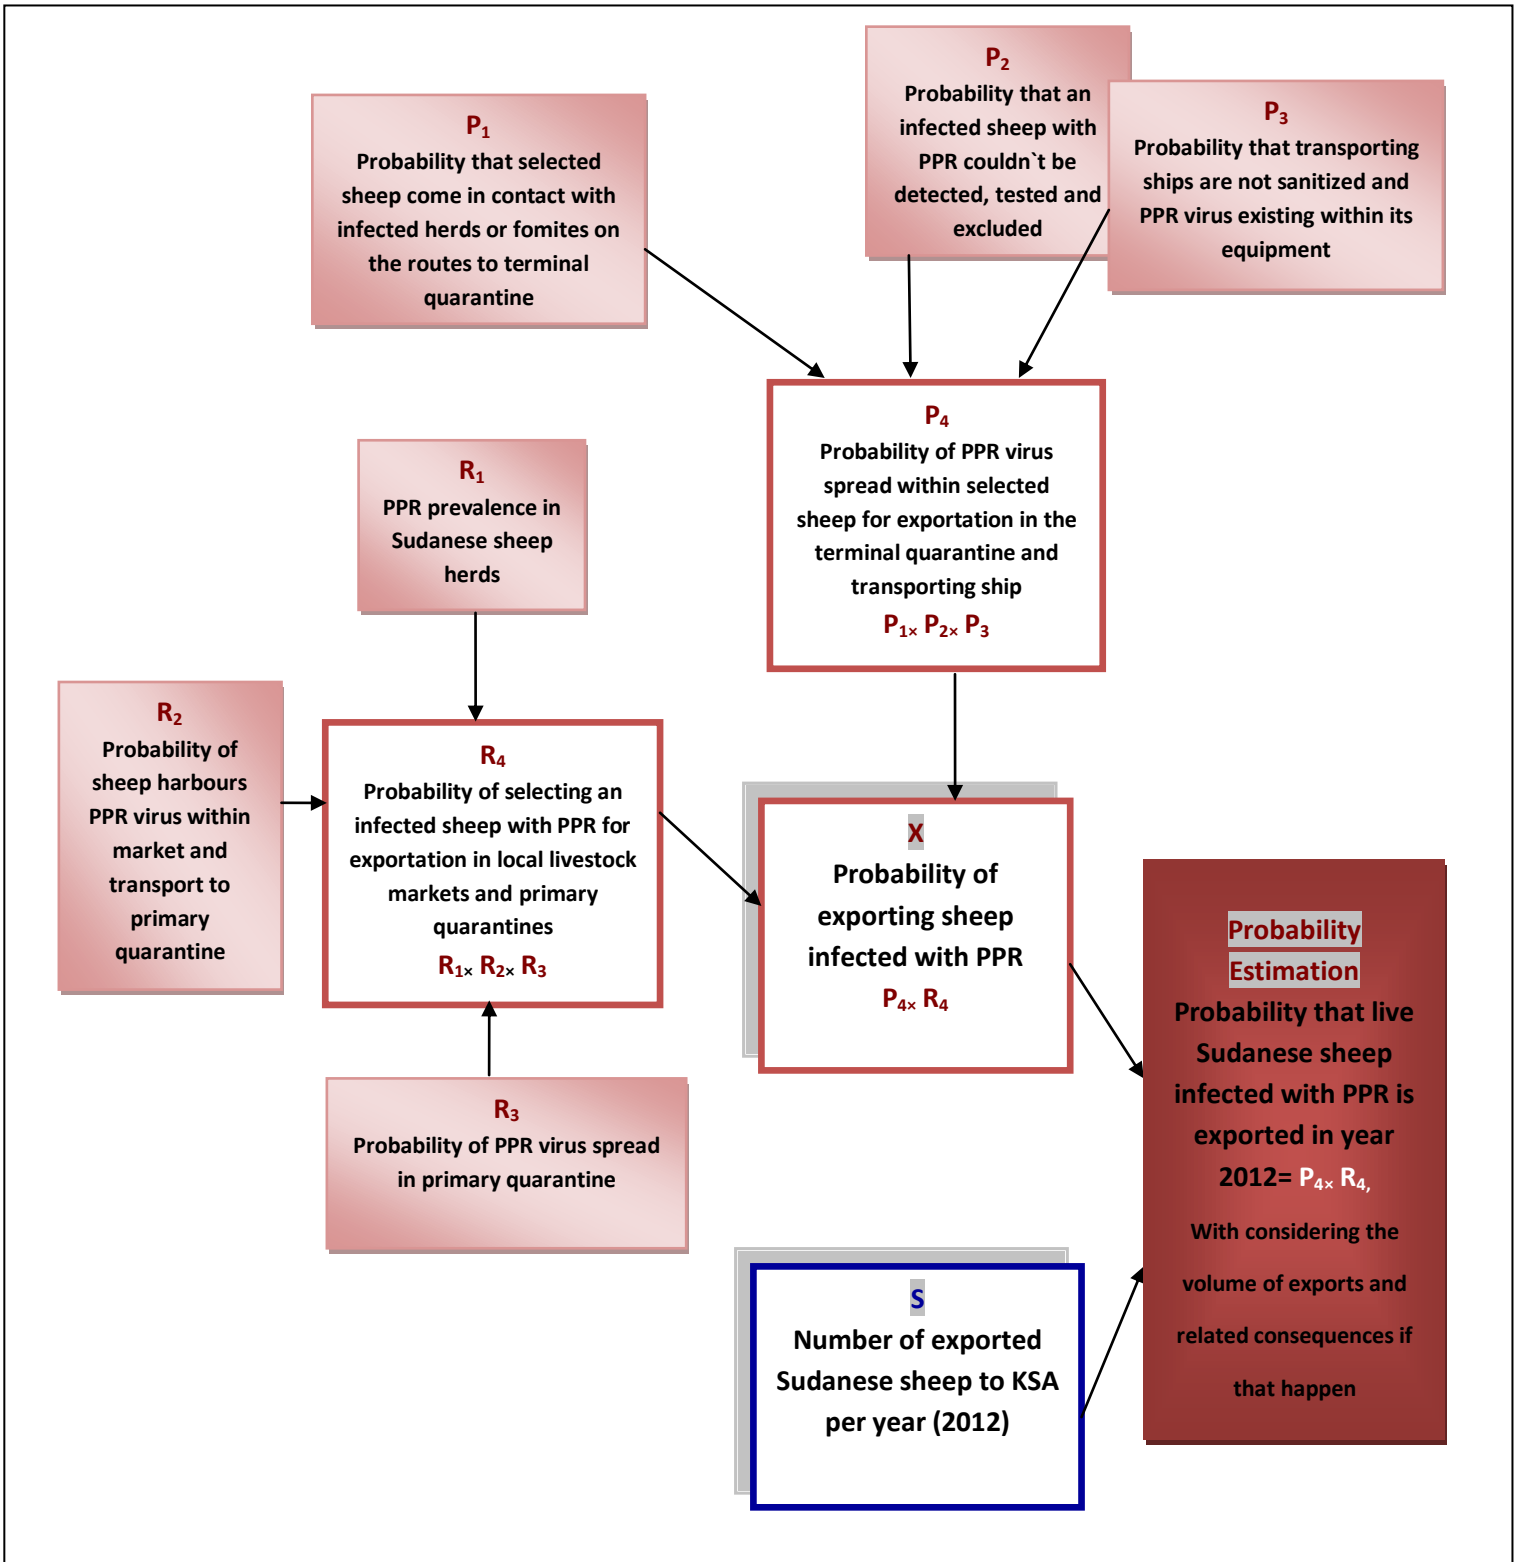 P₂
Probability that an
infected sheep with
PPR couldn`t be
detected, tested and
excluded
P₃
Probability that transporting
ships are not sanitized and
PPR virus existing within its
equipment
P₁
Probability that selected
sheep come in contact with
infected herds or fomites on
the routes to terminal
quarantine
P₄
Probability of PPR virus
spread within selected
sheep for exportation in the
terminal quarantine and
transporting ship
P₁× P₂× P₃
R₁
PPR prevalence in
Sudanese sheep
herds
R₂
Probability of
sheep harbours
PPR virus within
market and
transport to
primary
quarantine
R₄
Probability of selecting an
infected sheep with PPR for
exportation in local livestock
markets and primary
quarantines
R₁× R₂× R₃
X
Probability of
exporting sheep
infected with PPR
P₄× R₄
Probability
Estimation
Probability that live
Sudanese sheep
infected with PPR is
exported in year
2012= P₄× R₄,
With considering the
volume of exports and
related consequences if
that happen
R₃
Probability of PPR virus spread
in primary quarantine
S
Number of exported
Sudanese sheep to KSA
per year (2012)